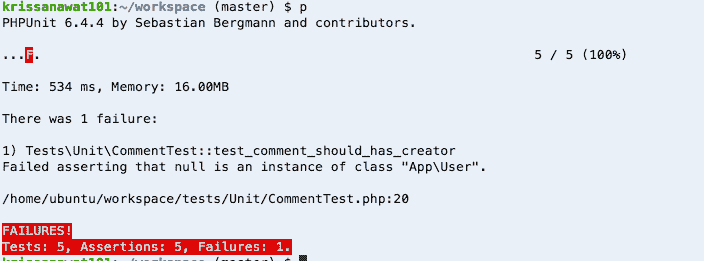 krissanawat101:~/workspace (master) $ p
PHPUnit 6.4.4 by Sebastian Bergmann and contributors.
...F. 5 / 5 (100%)
Time: 534 ms, Memory: 16.00MB
There was 1 failure:
1) Tests\Unit\CommentTest::test_comment_should_has_creator
Failed asserting that null is an instance of class "App\User".
/home/ubuntu/workspace/tests/Unit/CommentTest.php:20
FAILURES!
Tests: 5, Assertions: 5, Failures: 1.
krissanawat101:~/workspace (master) $